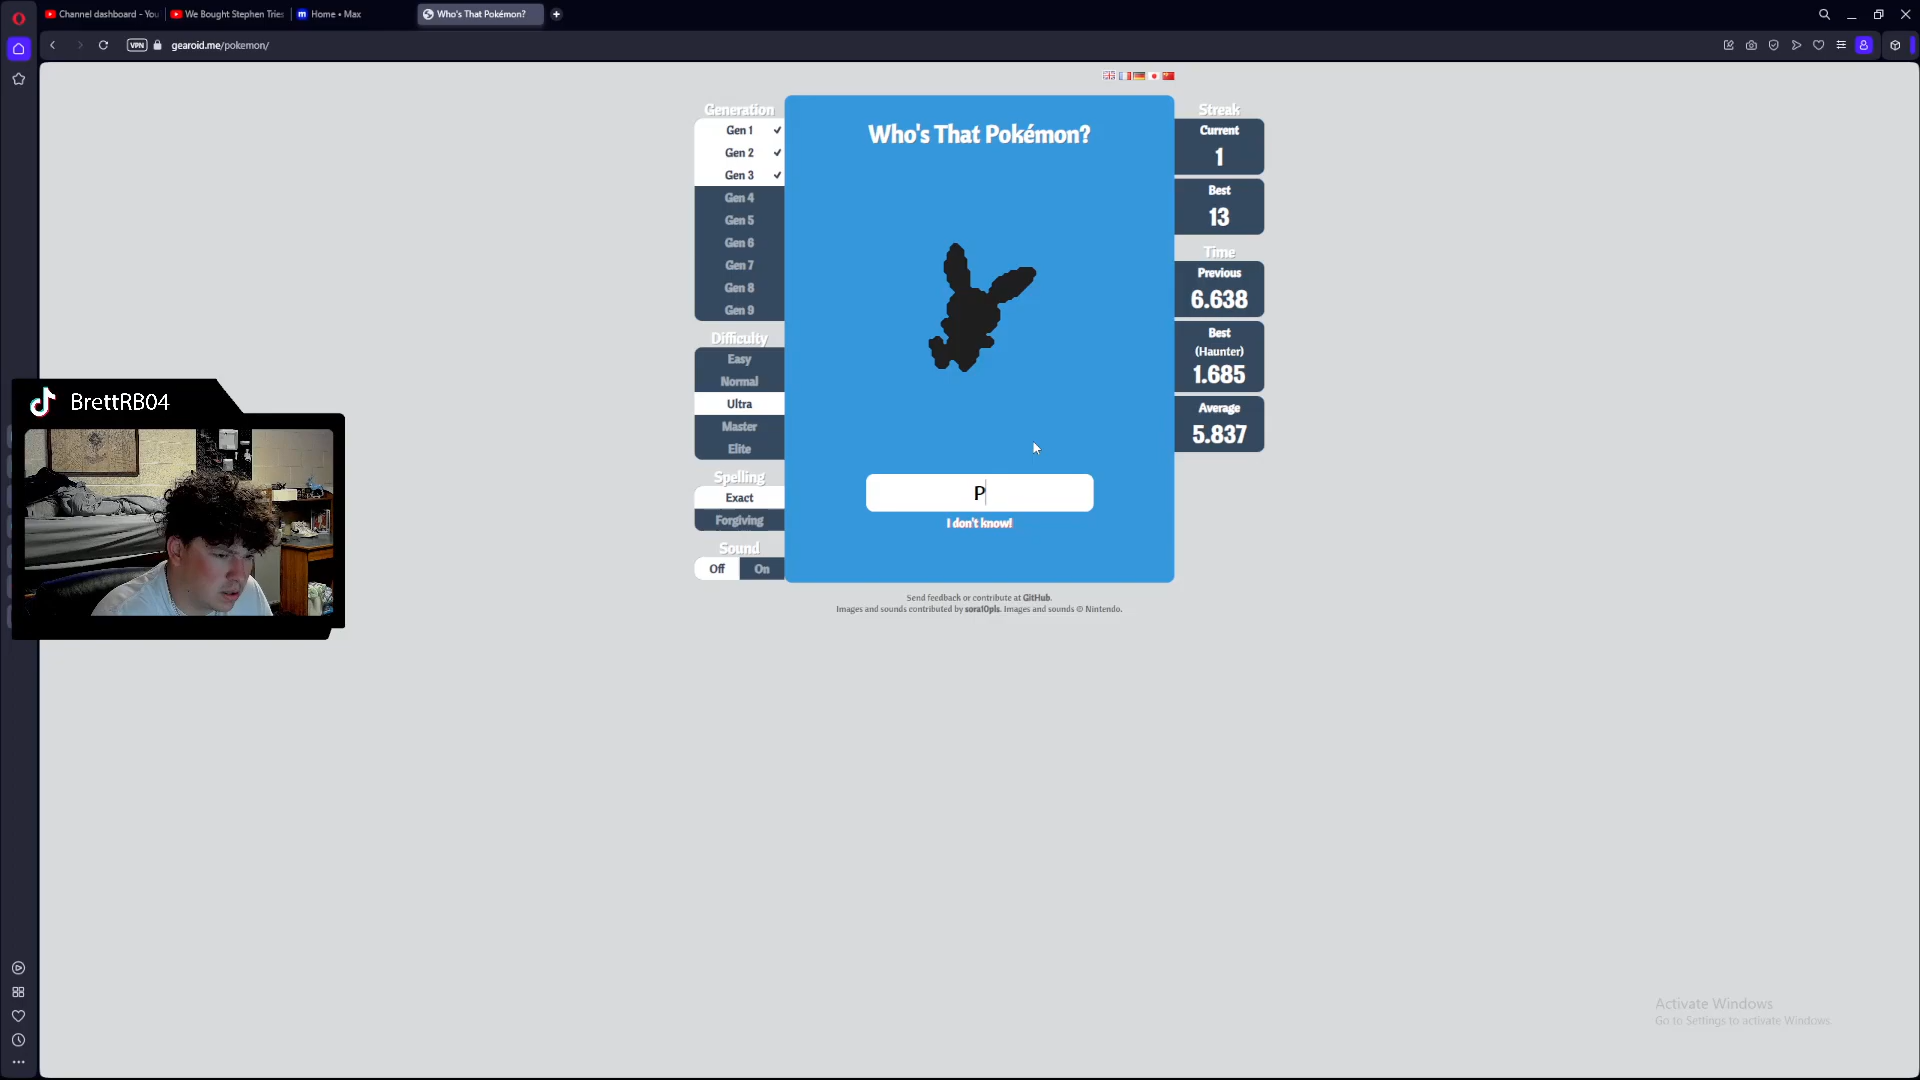 Channel dashboard - You
We Bought Stephen Tries
Home • Max
Who's That Pokémon?
VPN
gearoid.me/pokemon/
Generation
Gen 1
Gen 2
Gen 3
Gen 4
Gen 5
Gen 6
Gen 7
Gen 8
Gen 9
Difficulty
Easy
Normal
Ultra
Master
Elite
Spelling
Exact
Forgiving
Sound
Off On
Who's That Pokémon?
P
I don't know!
Streak
Current
1
Best
13
Time
Previous
6.638
Best
(Haunter)
1.685
Average
5.837
Send feedback or contribute at GitHub.
Images and sounds contributed by sora10pls. Images and sounds © Nintendo.
BrettRB04
Activate Windows
Go to Settings to activate Windows.